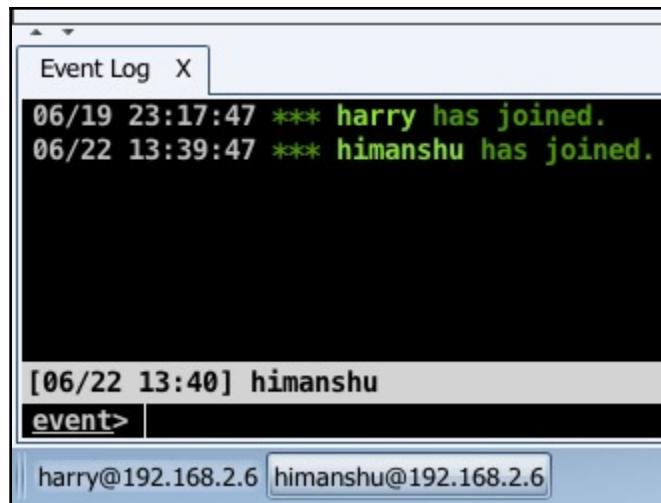 Event Log X
06/19 23:17:47 *** harry has joined.
06/22 13:39:47 *** himanshu has joined.
[06/22 13:40] himanshu
event>
harry@192.168.2.6 himanshu@192.168.2.6